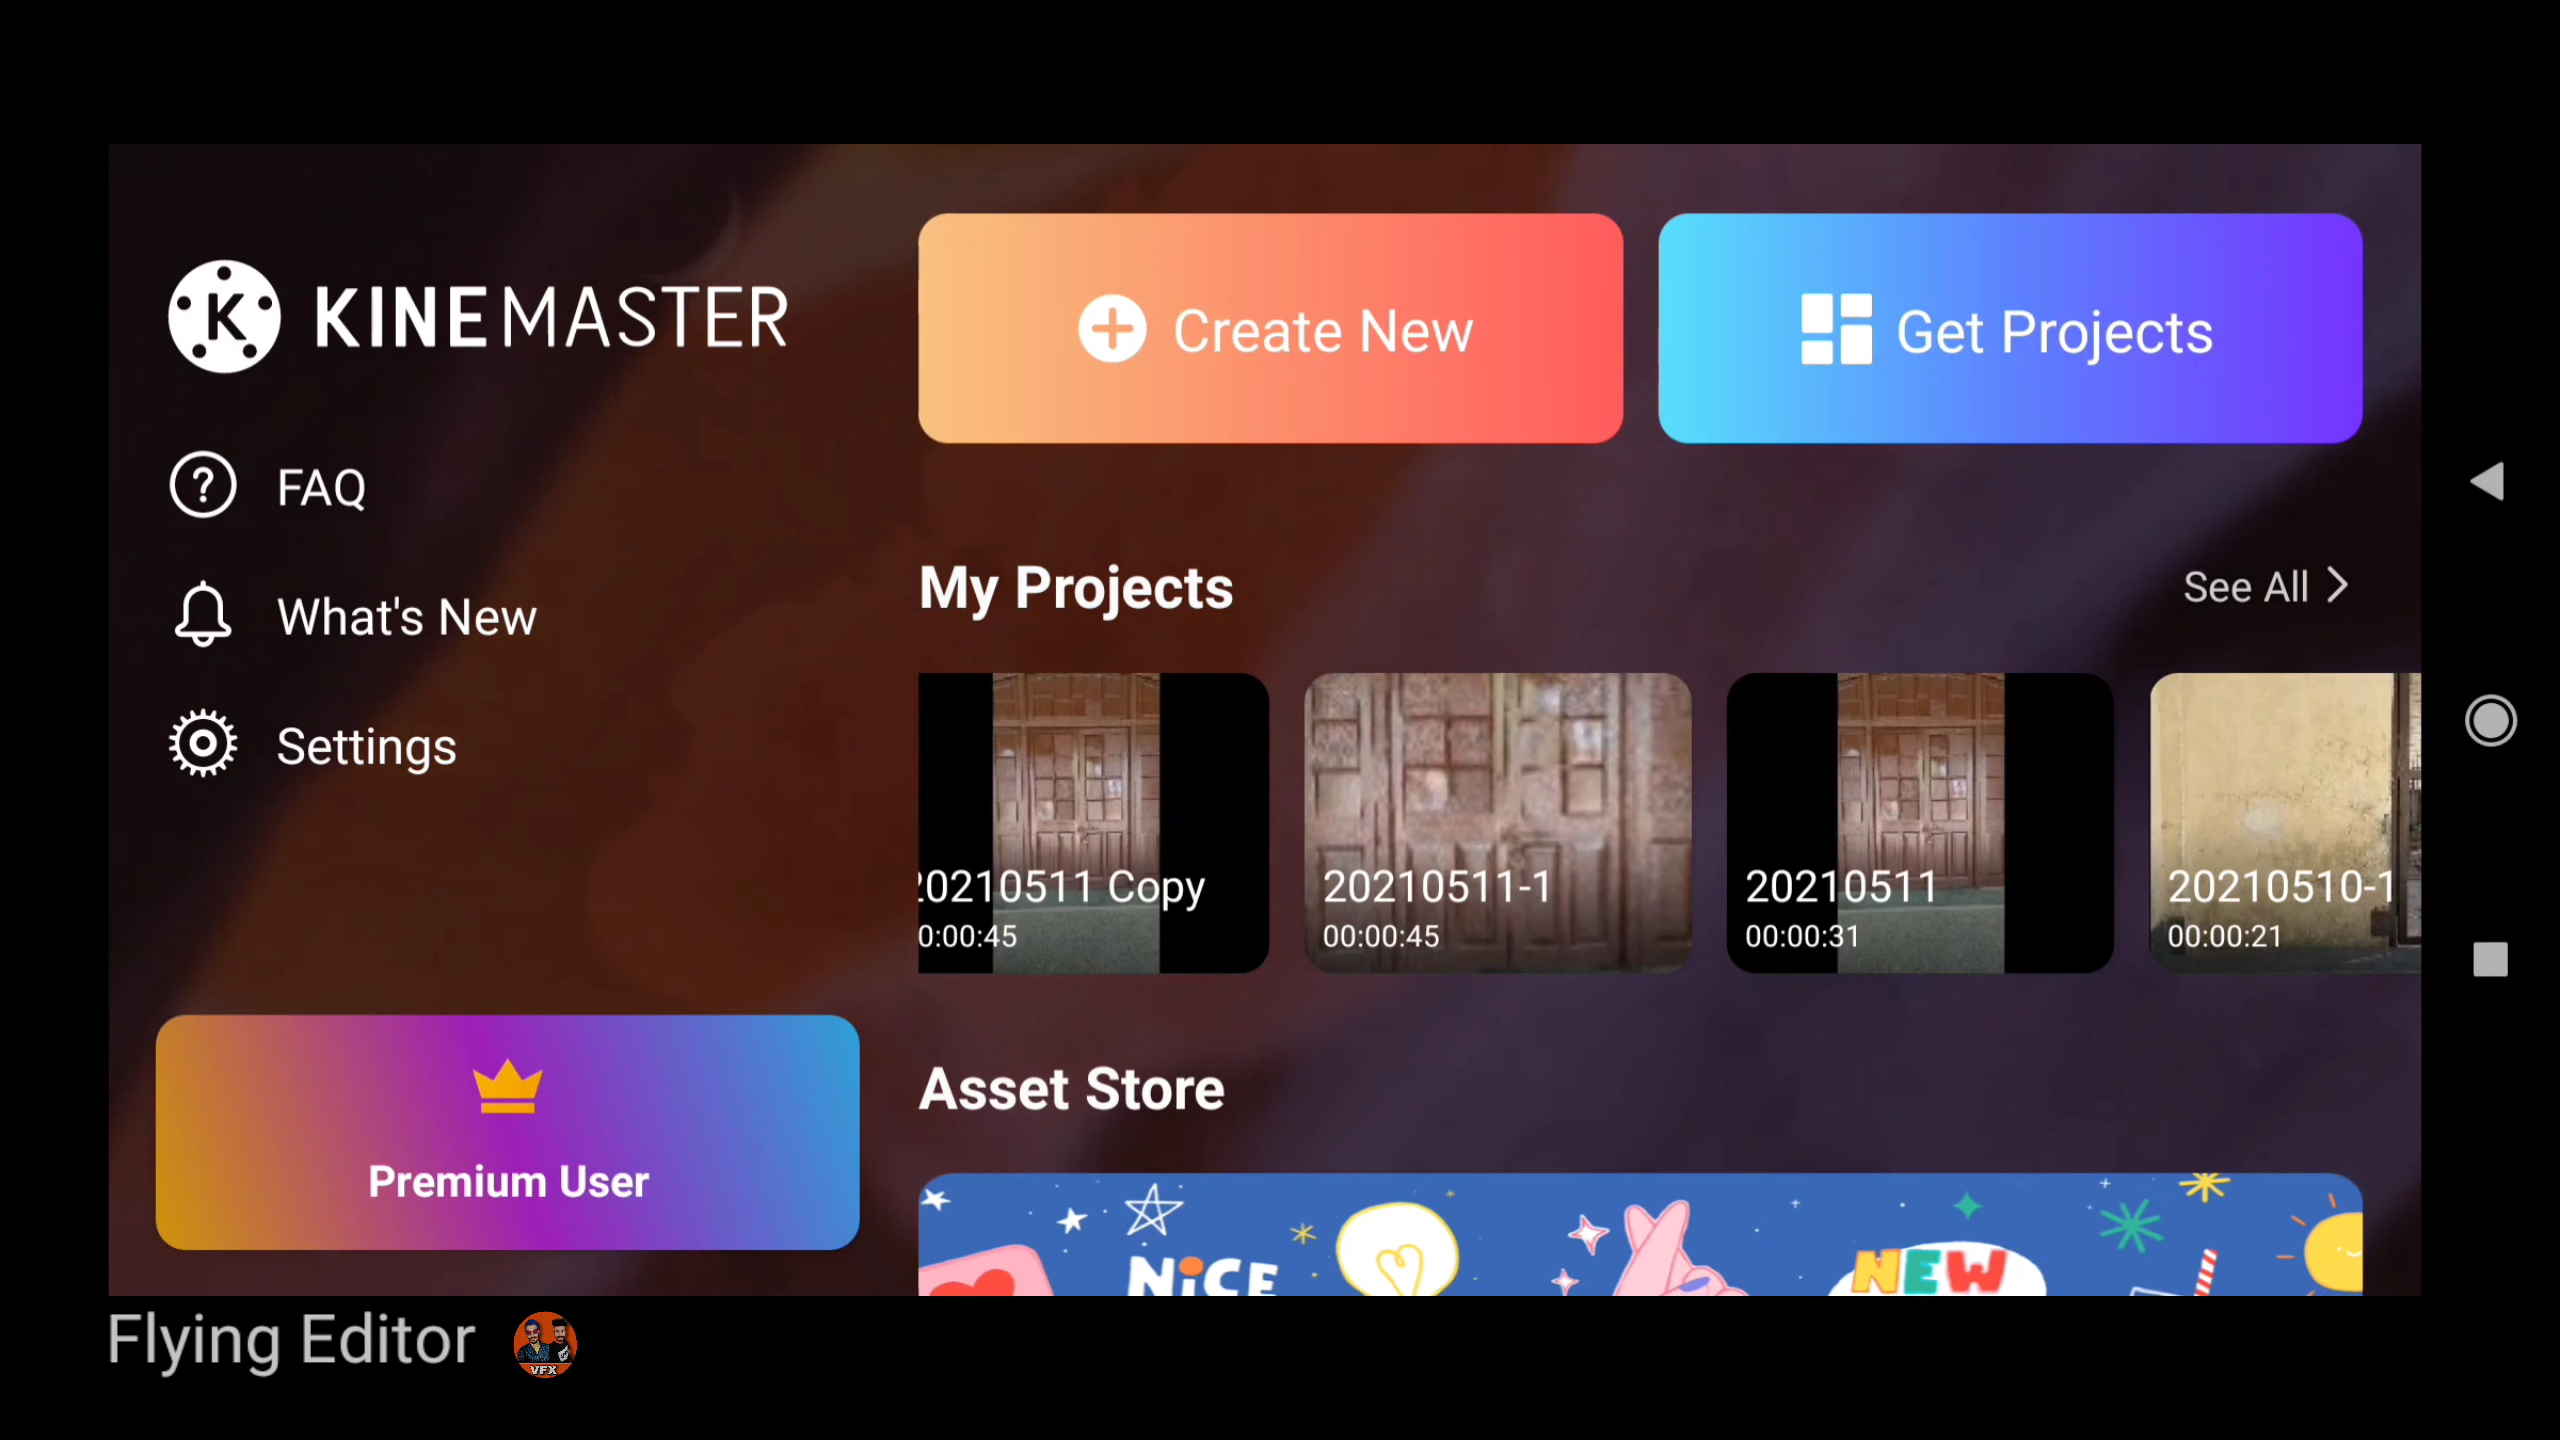 KINEMASTER
FAQ
What's New
Settings
Premium User
Create New
Get Projects
My Projects
See All
20210511 Copy
0:00:45
20210511-1
00:00:45
20210511
00:00:31
20210510-1
00:00:21
Asset Store
NiCE
NEW
Flying Editor
VFX